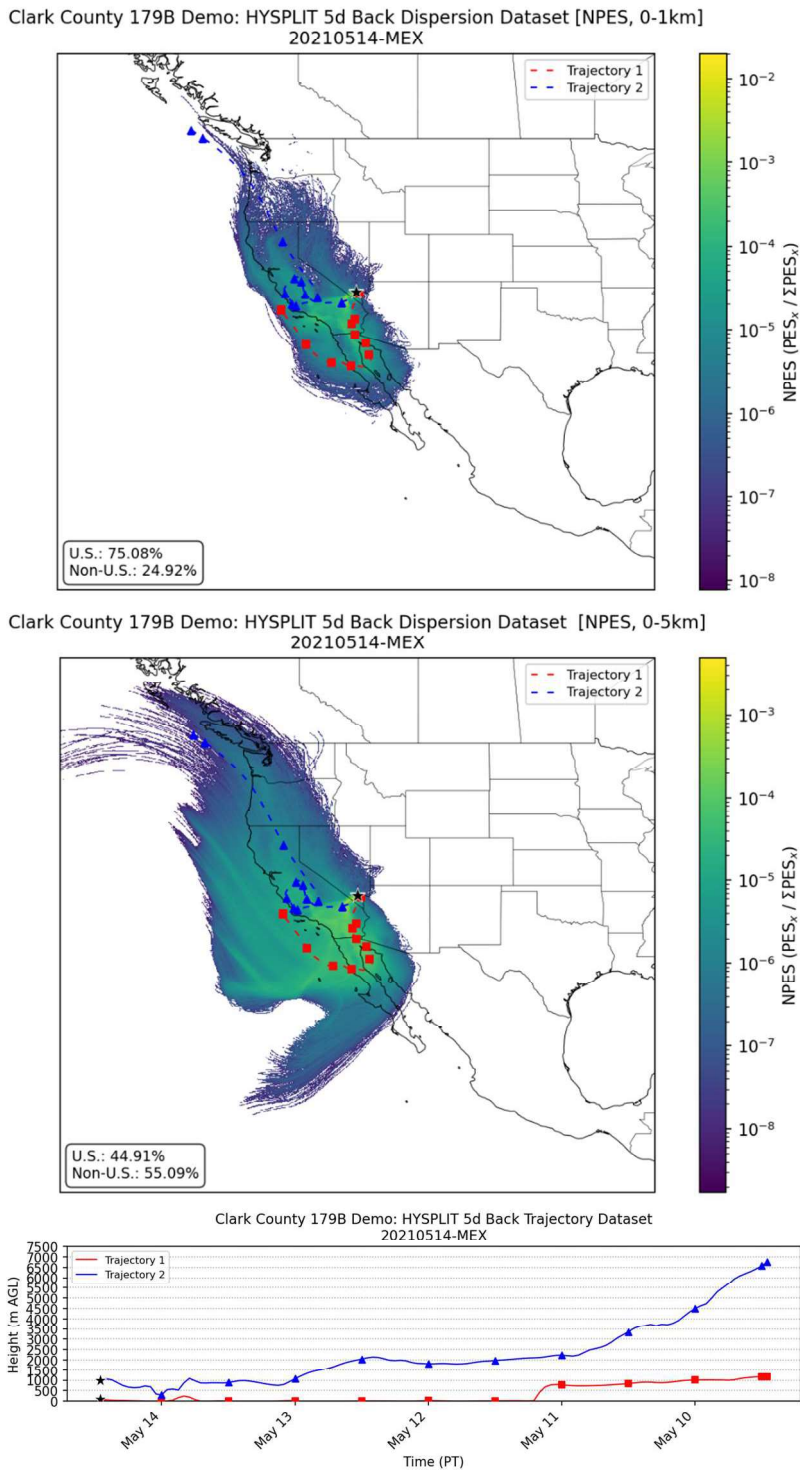 Clark County 179B Demo: HYSPLIT 5d Back Dispersion Dataset [NPES, 0-1km]
20210514-MEX
Trajectory 1
Trajectory 2
U.S.: 75.08%
Non-U.S.: 24.92%
10⁻²
10⁻³
10⁻⁴
10⁻⁵
10⁻⁶
10⁻⁷
10⁻⁸
NPES (PESₓ / ΣPESₓ)
Clark County 179B Demo: HYSPLIT 5d Back Dispersion Dataset [NPES, 0-5km]
20210514-MEX
Trajectory 1
Trajectory 2
U.S.: 44.91%
Non-U.S.: 55.09%
10⁻³
10⁻⁴
10⁻⁵
10⁻⁶
10⁻⁷
10⁻⁸
NPES (PESₓ / ΣPESₓ)
Clark County 179B Demo: HYSPLIT 5d Back Trajectory Dataset
20210514-MEX
Trajectory 1
Trajectory 2
7500
7000
6500
6000
5500
5000
4500
4000
3500
3000
2500
2000
1500
1000
500
0
Height (m AGL)
May 14
May 13
May 12
May 11
May 10
Time (PT)